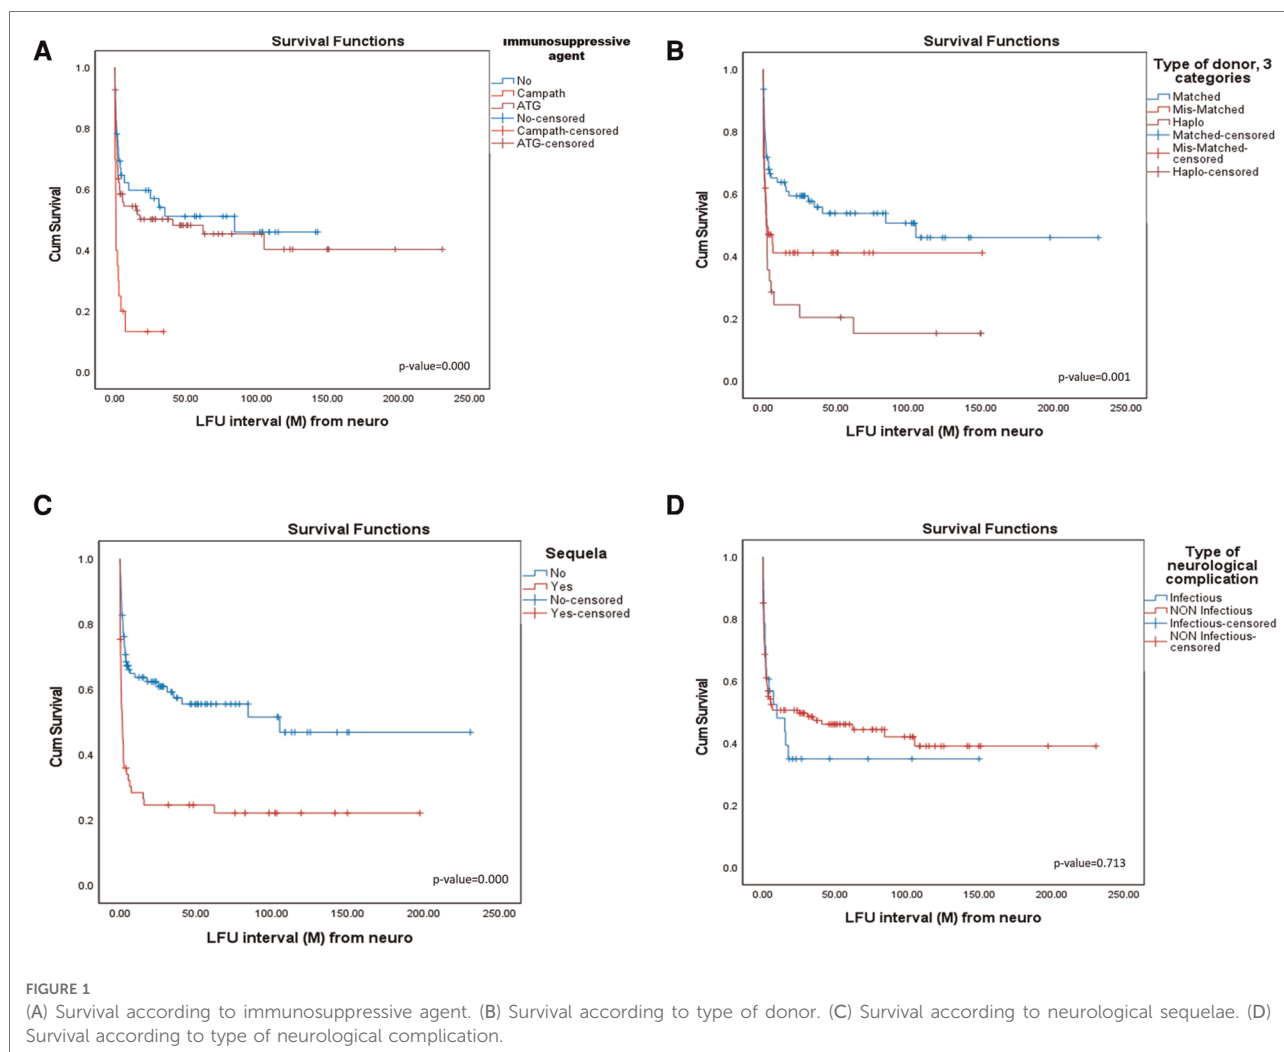 (A)
Survival Functions
Immunosuppressive
agent
No
Campath
ATG
No-censored
Campath-censored
ATG-censored
Cum Survival
1.0
0.8
0.6
0.4
0.2
0.0
p-value=0.000
0.00 50.00 100.00 150.00 200.00 250.00
LFU interval (M) from neuro
(B)
Survival Functions
Type of donor, 3
categories
Matched
Mis-Matched
Haplo
Matched-censored
Mis-Matched-
censored
Haplo-censored
Cum Survival
1.0
0.8
0.6
0.4
0.2
0.0
p-value=0.001
0.00 50.00 100.00 150.00 200.00 250.00
LFU interval (M) from neuro
C
Survival Functions
Sequela
No
Yes
No-censored
Yes-censored
Cum Survival
1.0
0.8
0.6
0.4
0.2
0.0
p-value=0.000
0.00 50.00 100.00 150.00 200.00 250.00
LFU interval (M) from neuro
D
Survival Functions
Type of
neurological
complication
Infectious
NON Infectious
Infectious-censored
NON Infectious-
censored
Cum Survival
1.0
0.8
0.6
0.4
0.2
0.0
p-value=0.713
0.00 50.00 100.00 150.00 200.00 250.00
LFU interval (M) from neuro
FIGURE 1
(A) Survival according to immunosuppressive agent. (B) Survival according to type of donor. (C) Survival according to neurological sequelae. (D)
Survival according to type of neurological complication.